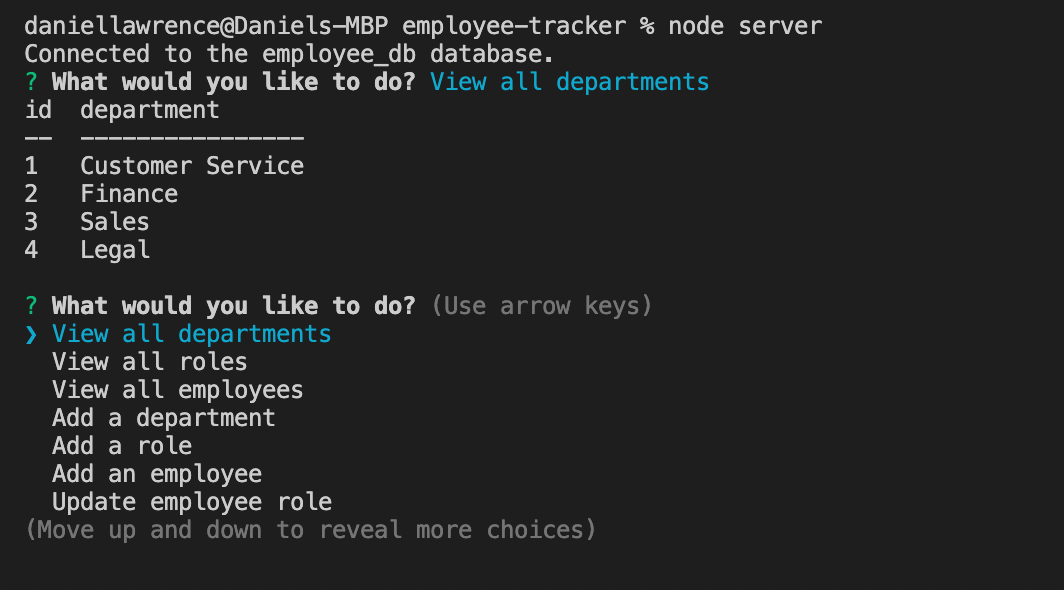 daniellawrence@Daniels-MBP employee-tracker % node server
Connected to the employee_db database.
? What would you like to do? View all departments
id  department
--  ----------------
1   Customer Service
2   Finance
3   Sales
4   Legal
? What would you like to do? (Use arrow keys)
❯ View all departments
  View all roles
  View all employees
  Add a department
  Add a role
  Add an employee
  Update employee role
(Move up and down to reveal more choices)